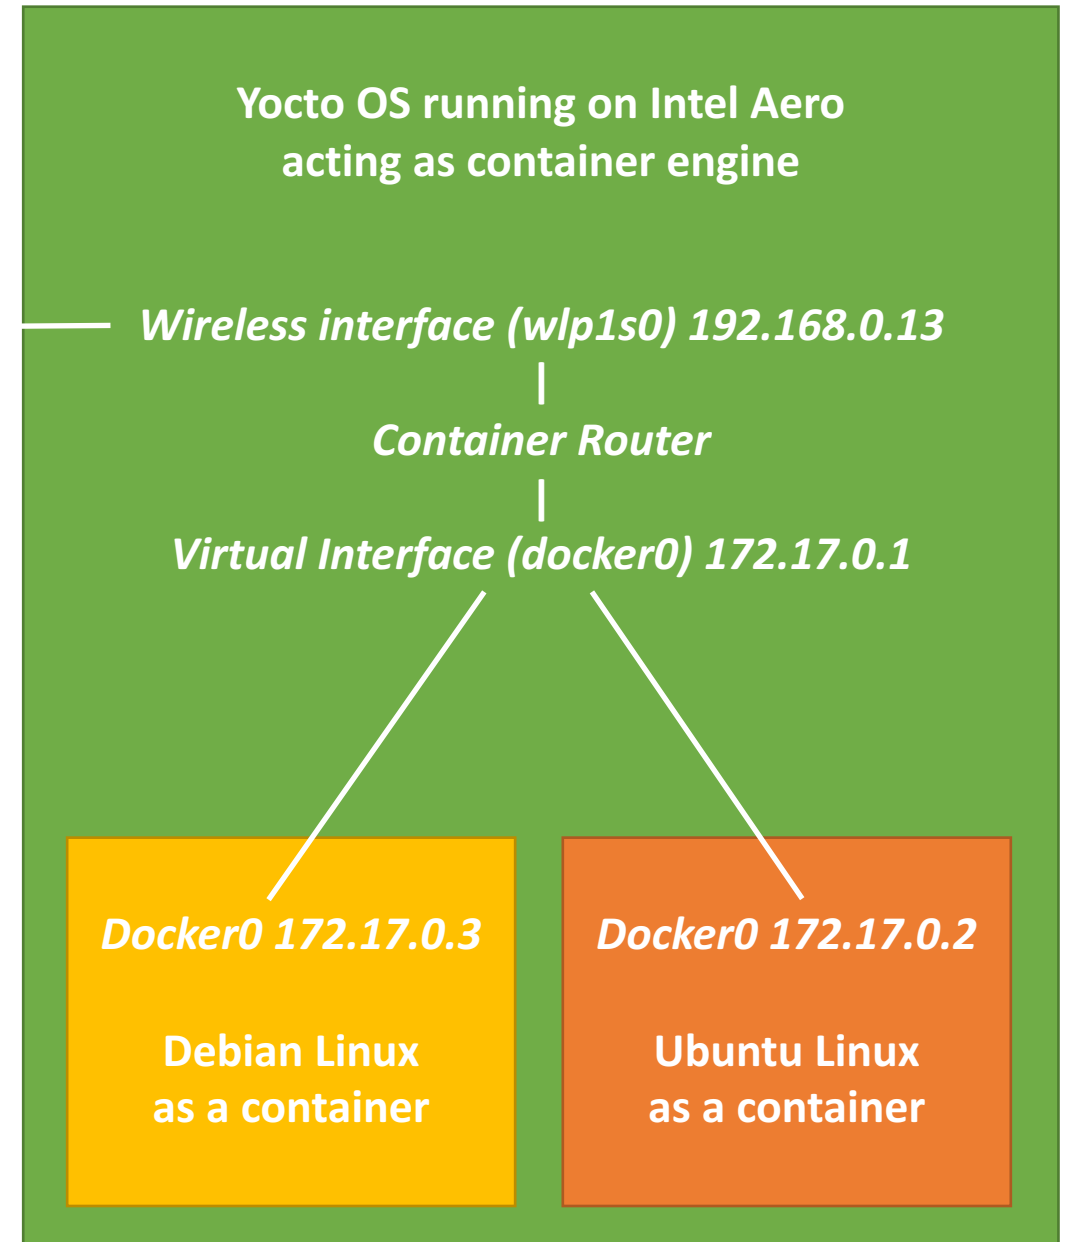 Yocto OS running on Intel Aero
acting as container engine
Wireless interface (wlp1s0) 192.168.0.13
Container Router
Virtual Interface (docker0) 172.17.0.1
Docker0 172.17.0.3
Debian Linux
as a container
Docker0 172.17.0.2
Ubuntu Linux
as a container